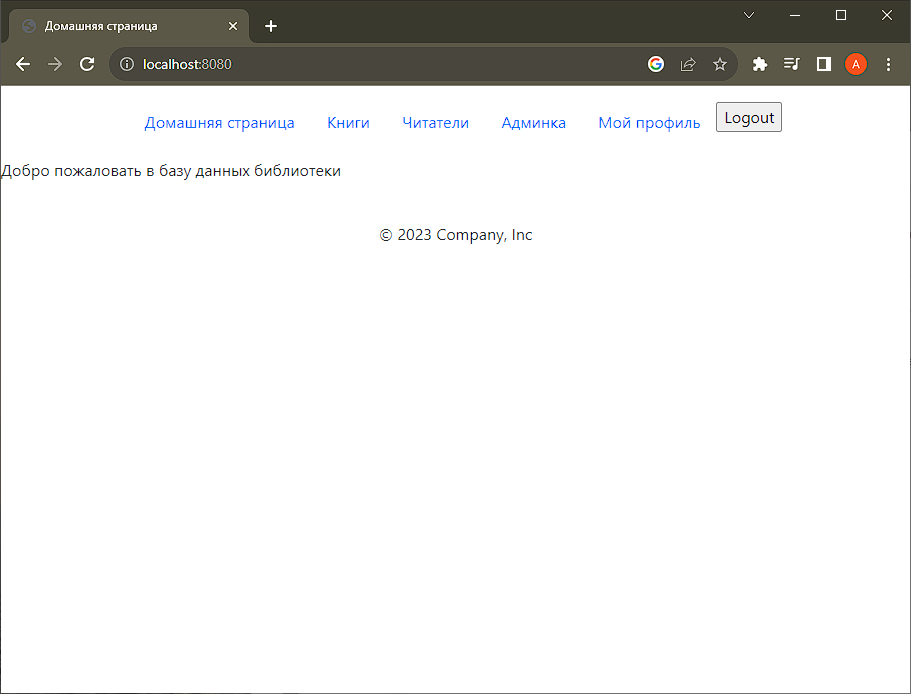 Домашняя страница
localhost:8080
A
Домашняя страница Книги Читатели Админка Мой профиль Logout
Добро пожаловать в базу данных библиотеки
© 2023 Company, Inc